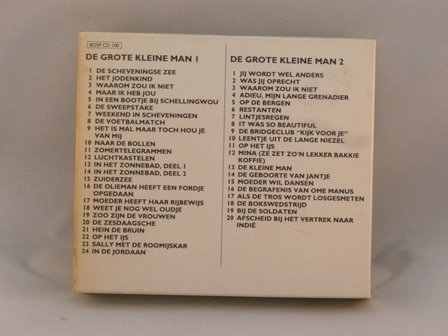 BOSP CD 100
DE GROTE KLEINE MAN 1
1 DE SCHEVENINGSE ZEE
2 HET JODENKIND
3 WAAROM ZOU IK NIET
4 MAAR IK HEB JOU
5 IN EEN BOOTJE BIJ SCHELLINGWOU
6 DE SWEEPSTAKE
7 WEEKEND IN SCHEVENINGEN
8 DE VOETBALMATCH
9 HET IS MAAL MAAR TOCH HOU JE
VAN MIJ
10 NAAR DE BOLLEN
11 ZOMERTELEGRAMMEN
12 LUCHTKASTELEN
13 IN HET ZONNEBAD, DEEL 1
14 IN HET ZONNEBAD, DEEL 2
15 ZUIDERZEE
16 DE OLIEMAN HEEFT EEN FORDJE
OPGEDAAN
17 MOEDER HEEFT HAAR RIJBEWIJS
18 WEET JE NOG WEL OUDJE
19 ZOO ZIJN DE VROUWEN
20 DE ZESDAAGSCHE
21 HEIN DE BRUIN
22 OP HET IJS
23 SALLY MET DE ROOMIJSKAR
24 IN DE JORDAAN
DE GROTE KLEINE MAN 2
1 JIJ WORDT WEL ANDERS
2 WAS JIJ OPRECHT
3 WAAROM ZOU IK NIET
4 ADIEU, MIJN LANGE GRENADIER
5 OP DE BERGEN
6 RESTANTEN
7 LINTJESREGEN
8 IT WAS SO BEAUTIFUL
9 DE BRIDGECLUB "KIJK VOOR JE"
10 LEENTJE UIT DE LANGE NIEZEL
11 OP HET IJS
12 MINA (ZE ZET ZO'N LEKKER BAKKIE
KOFFIE)
13 DE KLEINE MAN
14 DE GEBOORTE VAN JANTJE
15 MOEDER WIL DANSEN
16 DE BEGRAFENIS VAN OME MANUS
17 ALS DE TROS WORDT LOSGESMETEN
18 DE BOKSWEDSTRIJD
19 BIJ DE SOLDATEN
20 AFSCHEID BIJ HET VERTREK NAAR
INDIË